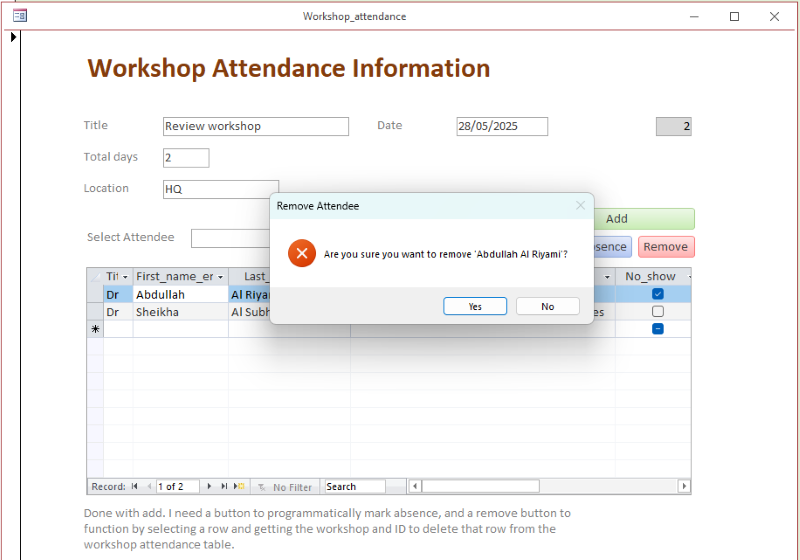 Workshop_attendance
Workshop Attendance Information
Title Review workshop Date 28/05/2025 2
Total days 2
Location HQ
Remove Attendee
Add
Select Attendee
Are you sure you want to remove 'Abdullah Al Riyami'?
Remove
First_name_er Last_ No_show
Dr Abdullah Al Riya
Yes No
Dr Sheikha Al Subh
Record: 1 of 2 No Filter Search
Done with add. I need a button to programmatically mark absence, and a remove button to
function by selecting a row and getting the workshop and ID to delete that row from the
workshop attendance table.